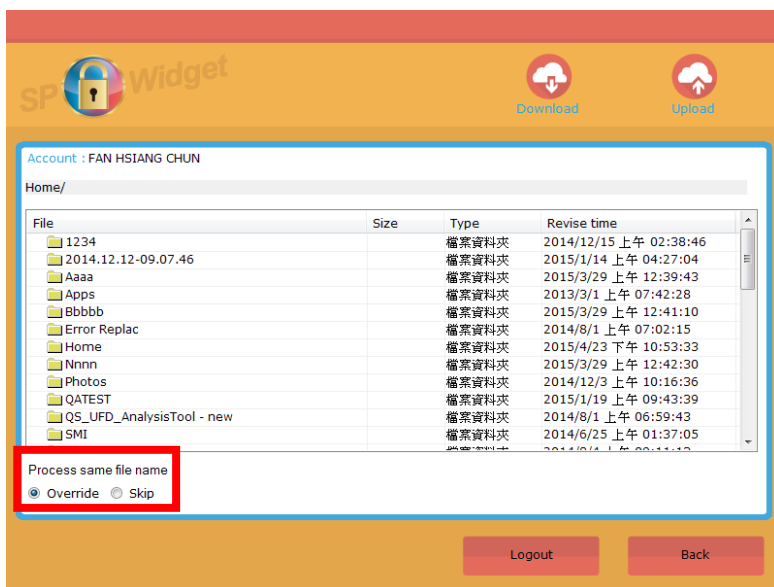 SP Widget
Download Upload
Account : FAN HSIANG CHUN
Home/
File Size Type Revise time
1234 檔案資料夾 2014/12/15 上午 02:38:46
2014.12.12-09.07.46 檔案資料夾 2015/1/14 上午 04:27:04
Aaaa 檔案資料夾 2015/3/29 上午 12:39:43
Apps 檔案資料夾 2013/3/1 上午 07:42:28
Bbbbb 檔案資料夾 2015/3/29 上午 12:41:10
Error Replac 檔案資料夾 2014/8/1 上午 07:02:15
Home 檔案資料夾 2015/4/23 下午 10:53:33
Nnnn 檔案資料夾 2015/3/29 上午 12:42:30
Photos 檔案資料夾 2014/12/3 上午 10:16:36
QATEST 檔案資料夾 2015/1/19 上午 09:43:39
QS_UFD_AnalysisTool - new 檔案資料夾 2014/8/1 上午 06:59:43
SMI 檔案資料夾 2014/6/25 上午 01:37:05
Process same file name
Override Skip
Logout Back